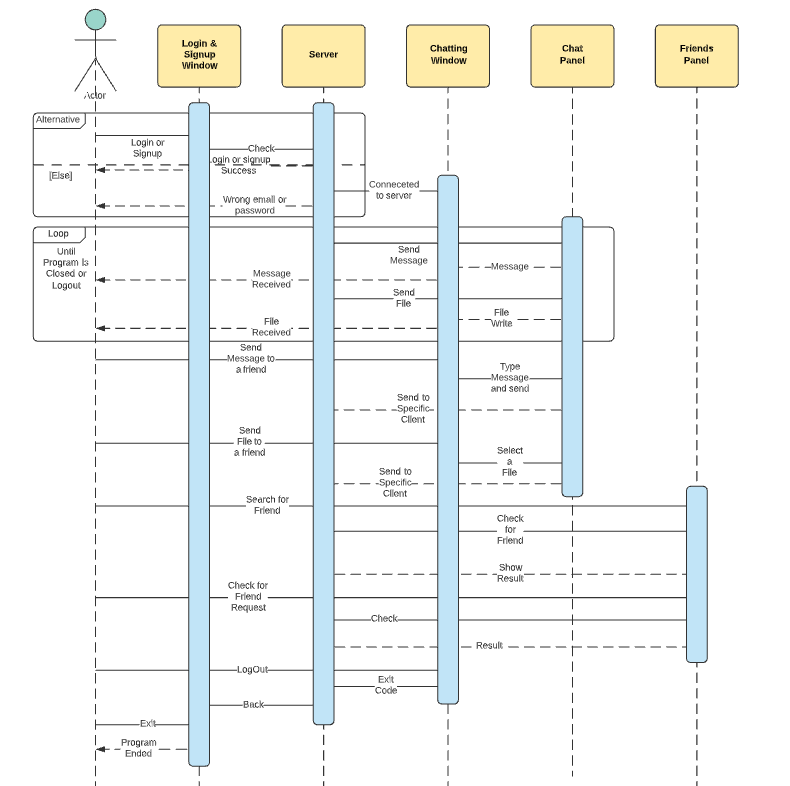 Login &
Signup
Window
Server
Chatting
Window
Chat
Panel
Friends
Panel
Actor
Alternative
Login or
Signup
Check
Login or signup
Success
[Else]
Conneceted
to server
Wrong email or
password
Loop
Until
Program is
Closed or
Logout
Send
Message
Message
Message
Received
Send
File
File
Write
File
Received
Send
Message to
a friend
Type
Message
and send
Send to
Specific
Client
Send
File to
a friend
Select
a
File
Send to
Specific
Client
Search for
Friend
Check
for
Friend
Show
Result
Check for
Friend
Request
Check
Result
LogOut
Exit
Code
Back
Exit
Program
Ended